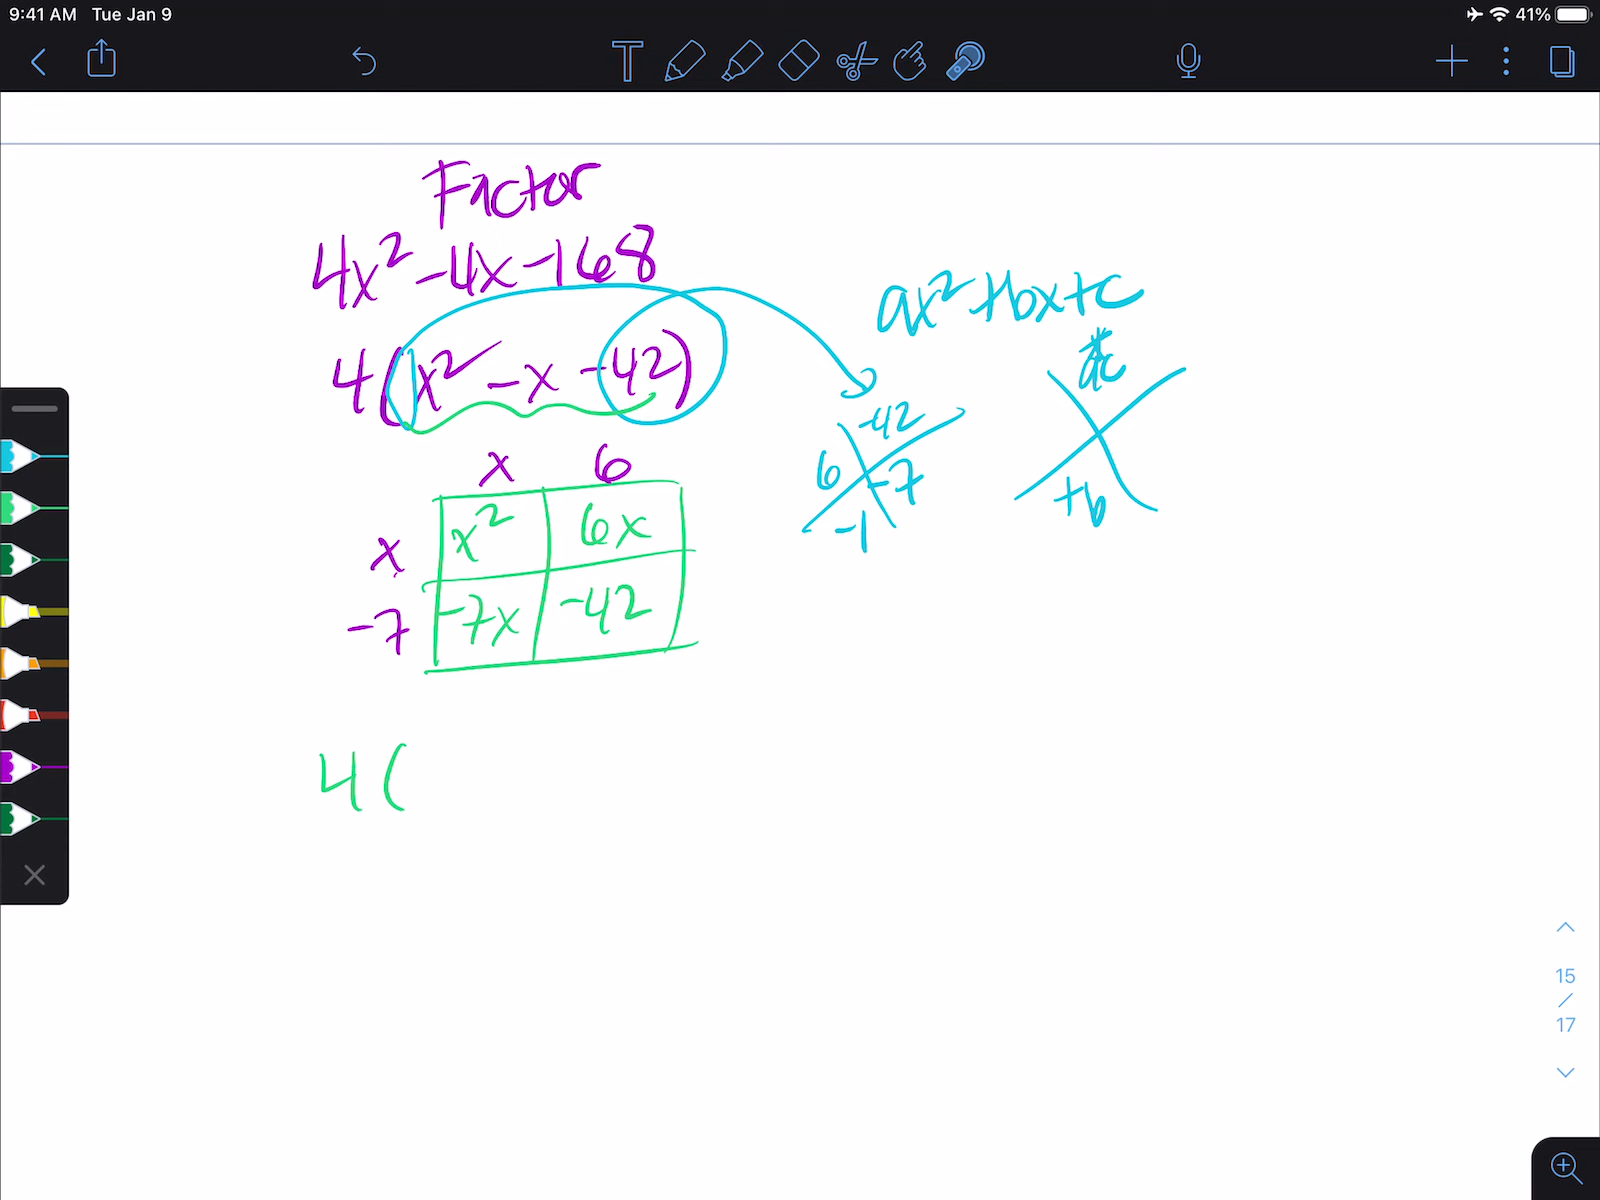 9:41 AM Tue Jan 9
41%
T
Factor
4x² -4x -168
ax² +bx+c
4(1x² -x -42)
ac
-42
6 -7
-1
+b
x 6
x x² 6x
-7 -7x -42
4(
15
/
17